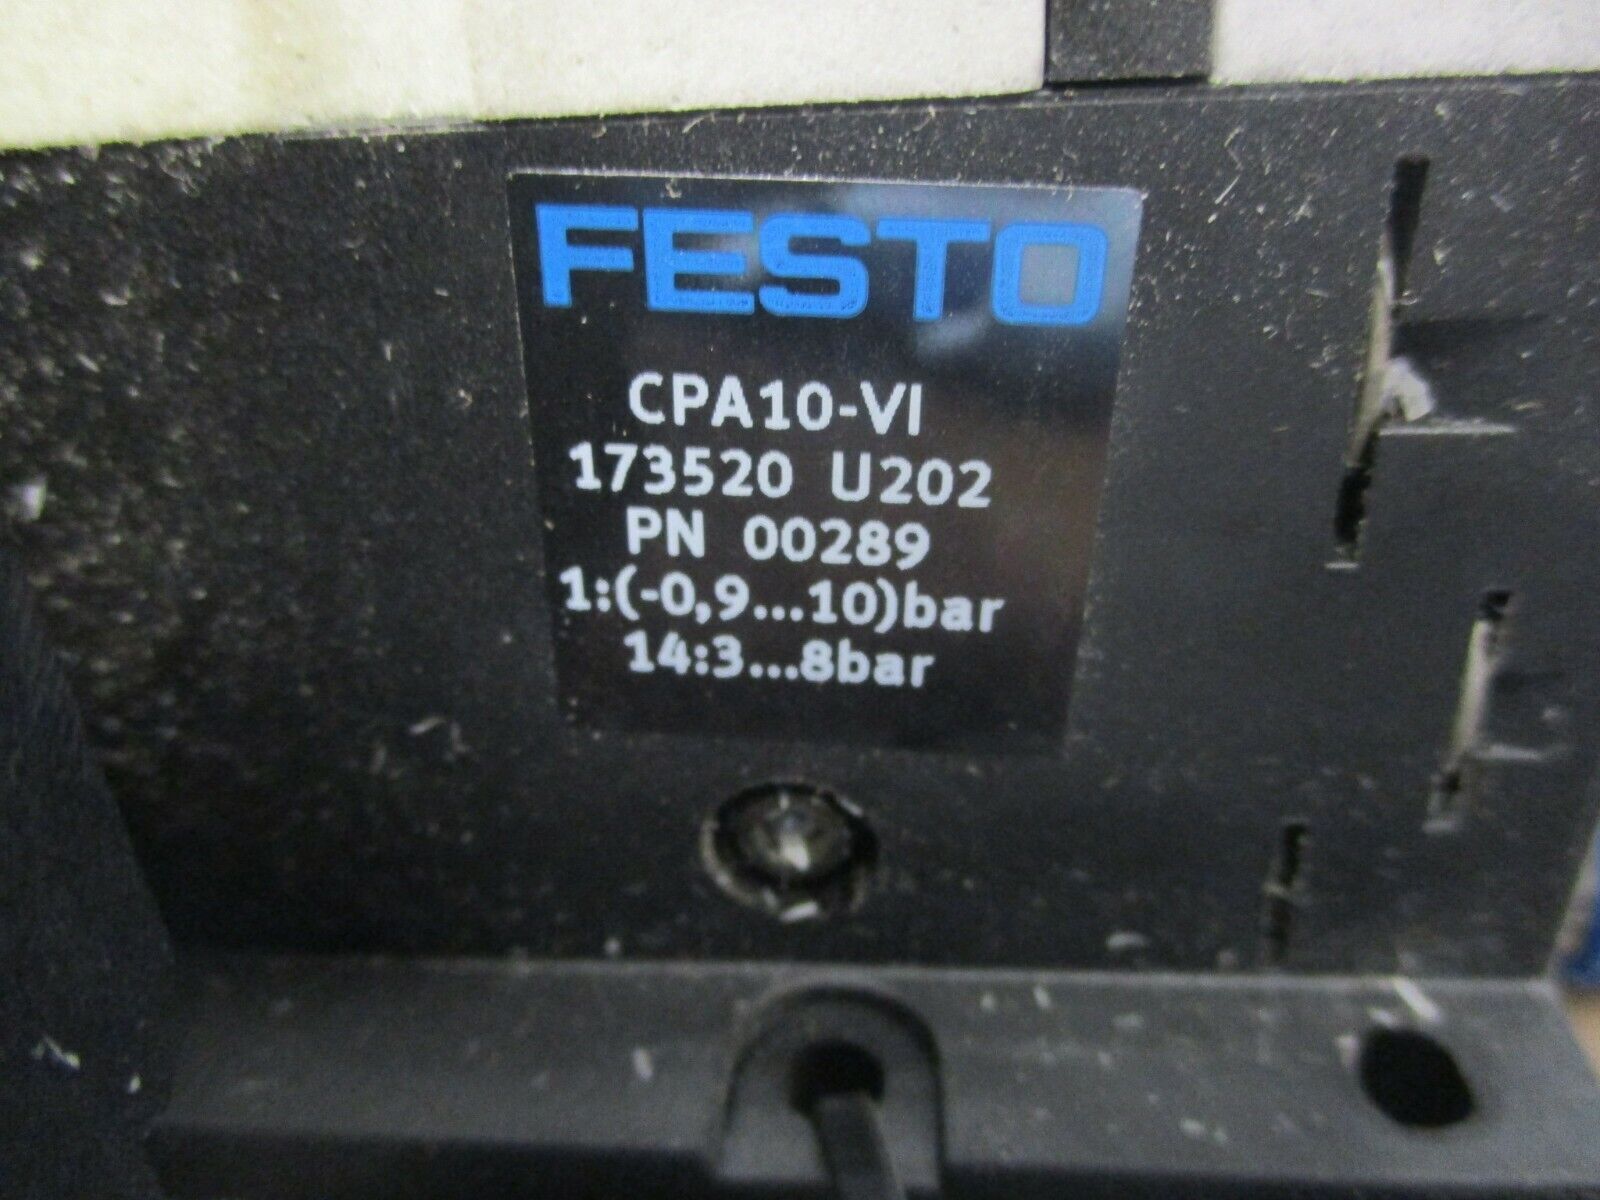 FESTO
CPA10-VI
173520 U202
PN 00289
1:(-0,9...10)bar
14:3...8bar